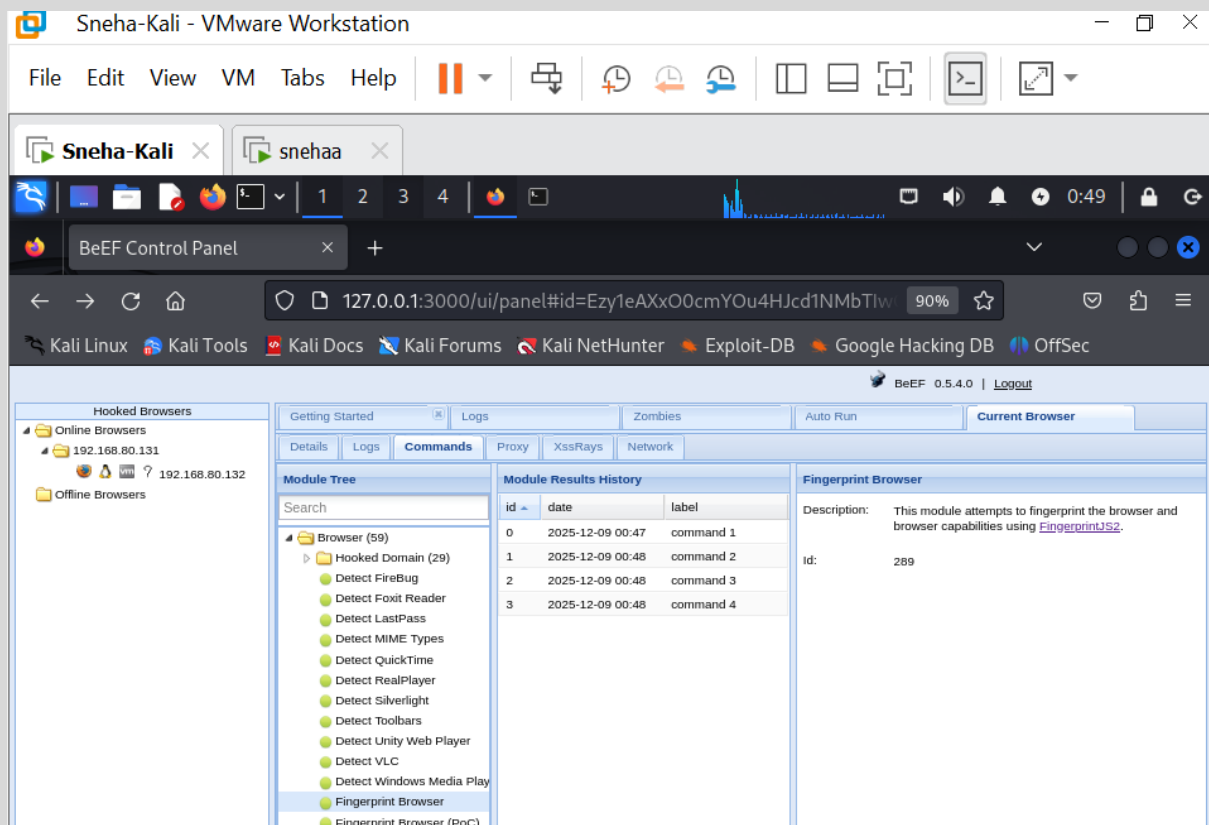 Sneha-Kali - VMware Workstation
File Edit View VM Tabs Help
Sneha-Kali snehaa
1 2 3 4 0:49
BeEF Control Panel
127.0.0.1:3000/ui/panel#id=Ezy1eAXxO0cmYOu4HJcd1NMbTIw 90%
Kali Linux Kali Tools Kali Docs Kali Forums Kali NetHunter Exploit-DB Google Hacking DB OffSec
BeEF 0.5.4.0 | Logout
Hooked Browsers
Online Browsers
192.168.80.131
? 192.168.80.132
Offline Browsers
Getting Started Logs Zombies Auto Run Current Browser
Details Logs Commands Proxy XssRays Network
Module Tree
Search
Browser (59)
Hooked Domain (29)
Detect FireBug
Detect Foxit Reader
Detect LastPass
Detect MIME Types
Detect QuickTime
Detect RealPlayer
Detect Silverlight
Detect Toolbars
Detect Unity Web Player
Detect VLC
Detect Windows Media Play
Fingerprint Browser
Fingerprint Browser (PoC)
Module Results History
id date label
0 2025-12-09 00:47 command 1
1 2025-12-09 00:48 command 2
2 2025-12-09 00:48 command 3
3 2025-12-09 00:48 command 4
Fingerprint Browser
Description: This module attempts to fingerprint the browser and
browser capabilities using FingerprintJS2.
Id: 289